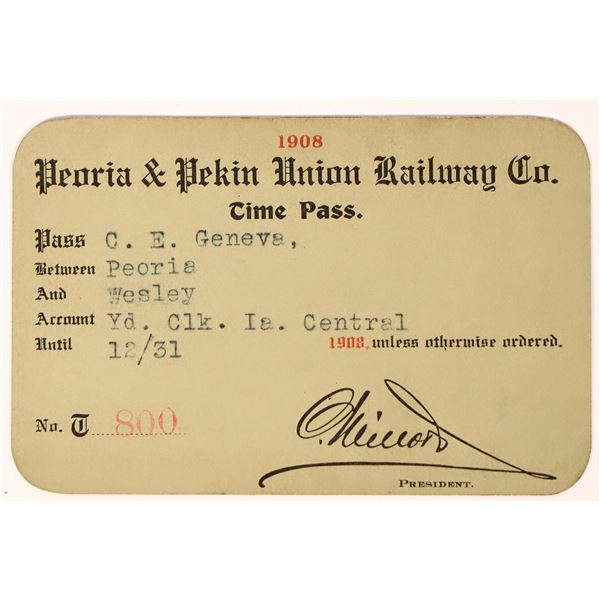 1908
Peoria & Pekin Union Railway Co.
Time Pass.
Pass C. E. Geneva,
Between Peoria
And Wesley
Account Yd. Clk. Ia. Central
Until 12/31 1908, unless otherwise ordered.
No. T 800
PRESIDENT.